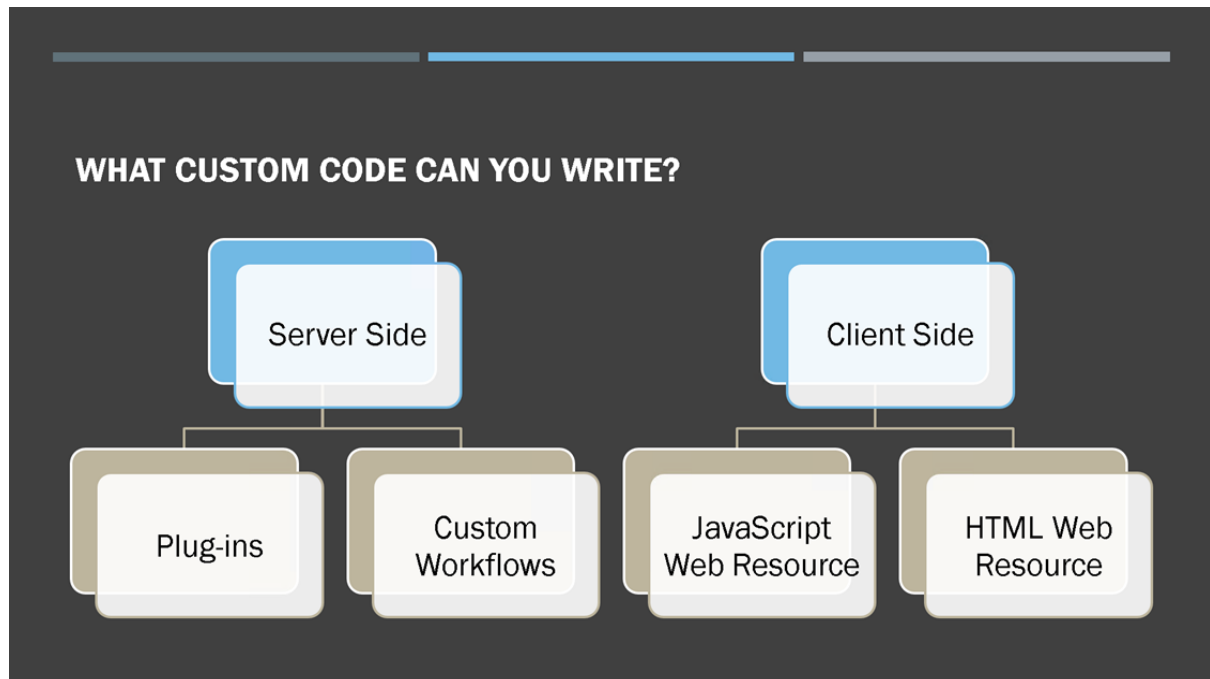 WHAT CUSTOM CODE CAN YOU WRITE?
Server Side
Client Side
Plug-ins
Custom
Workflows
JavaScript
Web Resource
HTML Web
Resource